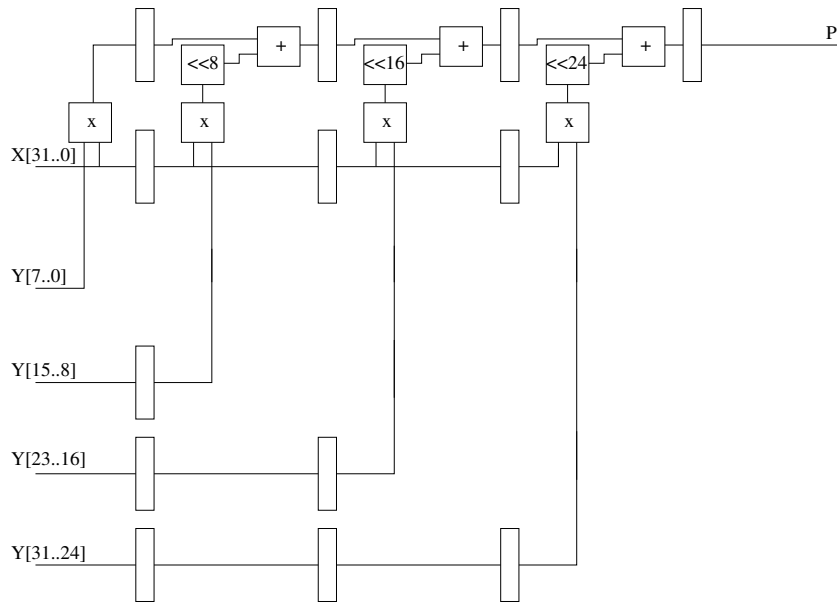 P
+
+
+
<<8
<<16
<<24
x
x
x
x
X[31..0]
Y[7..0]
Y[15..8]
Y[23..16]
Y[31..24]